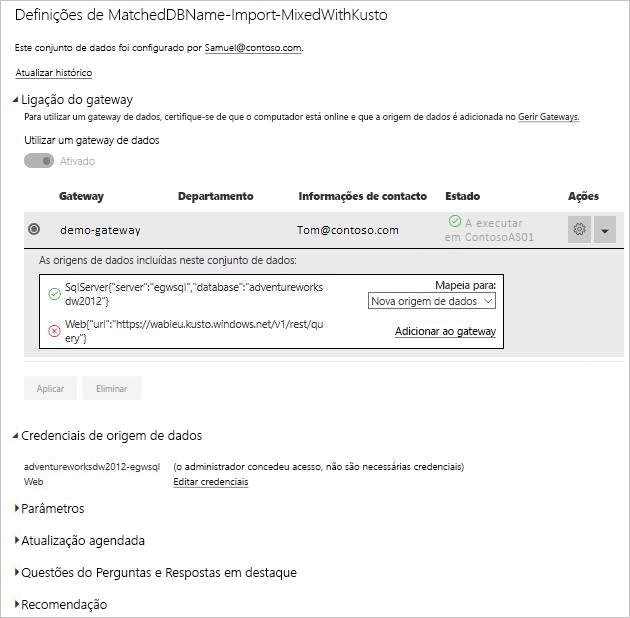 Definições de MatchedDBName-Import-MixedWithKusto
Este conjunto de dados foi configurado por Samuel@contoso.com.
Atualizar histórico
Ligação do gateway
Para utilizar um gateway de dados, certifique-se de que o computador está online e que a origem de dados é adicionada no Gerir Gateways.
Utilizar um gateway de dados
Ativado
Gateway Departamento Informações de contacto Estado Ações
demo-gateway Tom@contoso.com A executar
em ContosoAS01
As origens de dados incluídas neste conjunto de dados:
SqlServer{"server":"egwsql","database":"adventureworks Mapeia para:
dw2012"} Nova origem de dados
Web{"url":"https://wabieu.kusto.windows.net/v1/rest/qu Adicionar ao gateway
ery"}
Aplicar Eliminar
Credenciais de origem de dados
adventureworksdw2012-egwsql (o administrador concedeu acesso, não são necessárias credenciais)
Web Editar credenciais
Parâmetros
Atualização agendada
Questões do Perguntas e Respostas em destaque
Recomendação